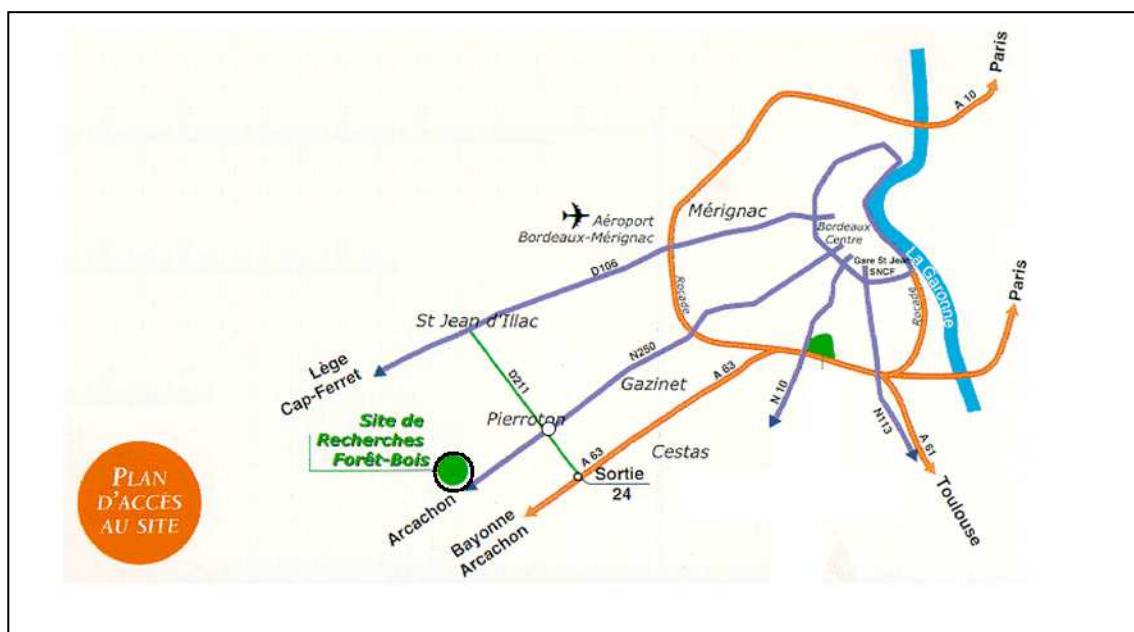 Paris
A 10
Mérignac
Aéroport
Bordeaux-Mérignac
Bordeaux
Centre
Gare St Jean
SNCF
La Garonne
D106
Rocade
Rocade
Paris
St Jean d'Illac
Lège
Cap-Ferret
D211
N250
Gazinet
A 63
N 10
N113
A 61
Toulouse
Pierroton
Site de
Recherches
Forêt-Bois
Cestas
A 63
Sortie
24
Arcachon
Bayonne
Arcachon
PLAN
D'ACCÈS
AU SITE